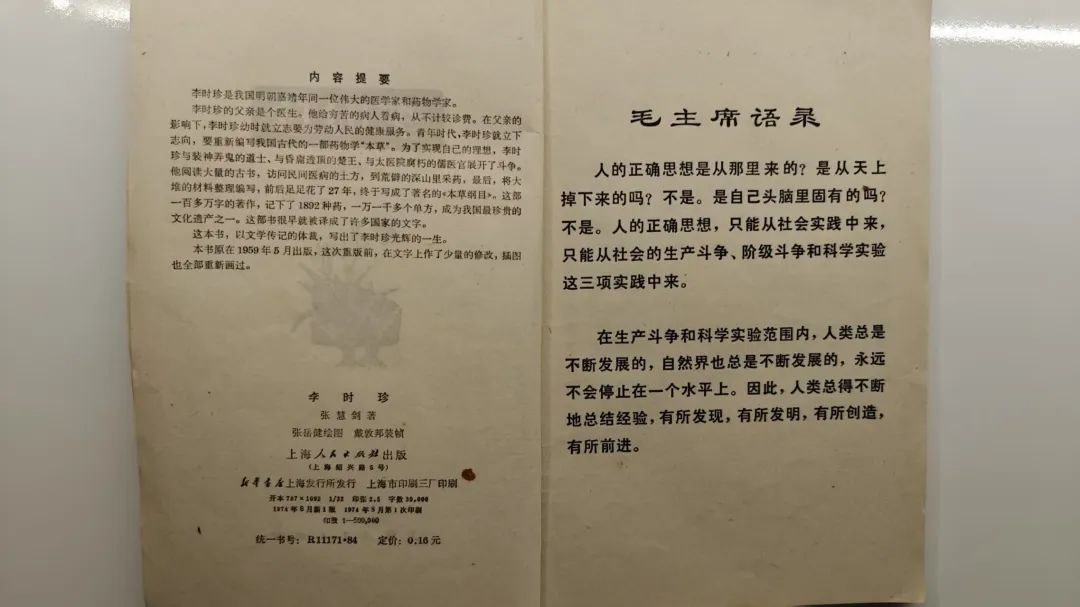 内容提要
李时珍是我国明朝嘉靖年间一位伟大的医学家和药物学家。
李时珍的父亲是个医生。他给穷苦的病人看病，从不计较诊费。在父亲的
影响下，李时珍幼时就立志要为劳动人民的健康服务。青年时代，李时珍就立下
志向，要重新编写我国古代的一部药物学“本草”。为了实现自己的理想，李时
珍与装神弄鬼的道士、与昏庸透顶的楚王、与太医院腐朽的儒医官展开了斗争。
他阅读大量的古书，访问民间医病的土方，到荒僻的深山里采药，最后，将大
堆的材料整理编写，前后足足花了27年，终于写成了著名的《本草纲目》。这部
一百多万字的著作，记下了1892种药，一万一千多个单方，成为我国最珍贵的
文化遗产之一。这部书很早就被译成了许多国家的文字。
这本书，以文学传记的体裁，写出了李时珍光辉的一生。
本书原在1959年5月出版，这次重版前，在文字上作了少量的修改，插图
也全部重新画过。
李时珍
张慧剑著
张岳健绘图 戴敦邦装帧
上海人民出版社出版
（上海绍兴路5号）
新华书店上海发行所发行 上海市印刷三厂印刷
开本 787×1092 1/32 印张 2.5 字数 39,000
1974年6月新1版 1974年8月第1次印刷
印数 1—500,000
统一书号：R11171·84 定价：0.16元
毛主席语录
人的正确思想是从那里来的？是从天上
掉下来的吗？不是。是自己头脑里固有的吗？
不是。人的正确思想，只能从社会实践中来，
只能从社会的生产斗争、阶级斗争和科学实验
这三项实践中来。
在生产斗争和科学实验范围内，人类总是
不断发展的，自然界也总是不断发展的，永远
不会停止在一个水平上。因此，人类总得不断
地总结经验，有所发现，有所发明，有所创造，
有所前进。